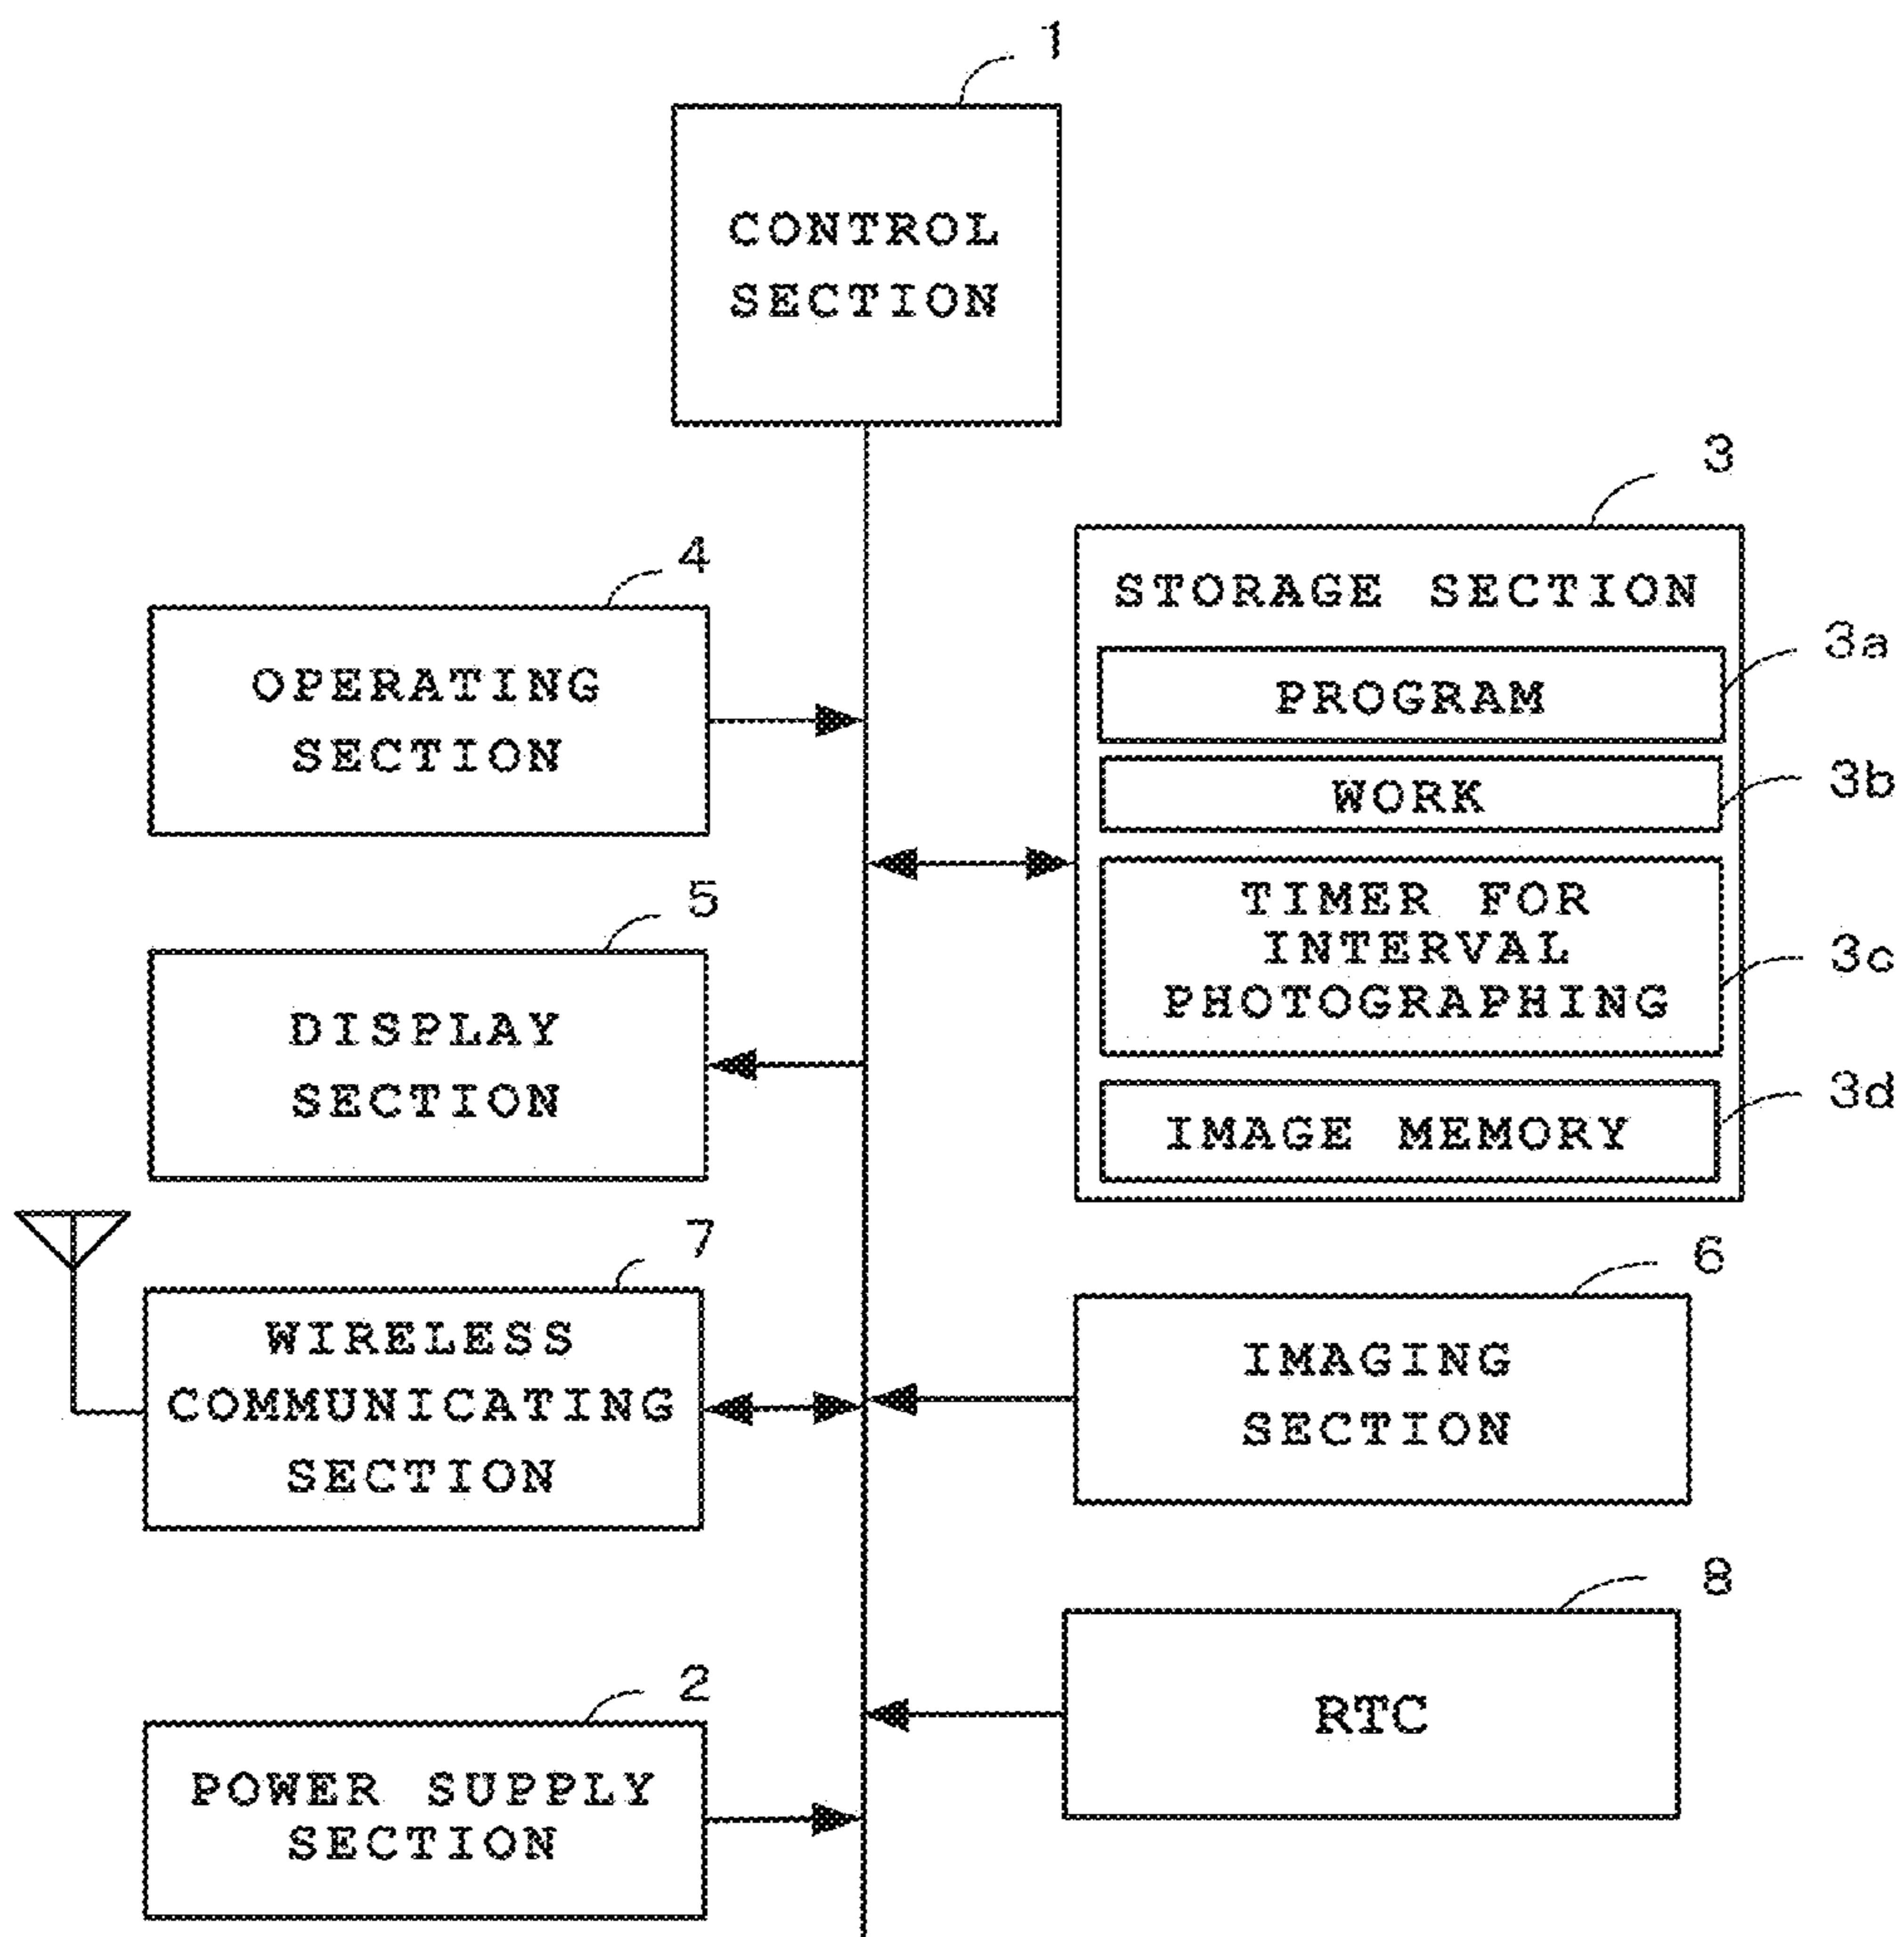 1
CONTROL
SECTION
3
STORAGE SECTION
3a
PROGRAM
3b
WORK
3c
TIMER FOR
INTERVAL
PHOTOGRAPHING
3d
IMAGE MEMORY
4
OPERATING
SECTION
5
DISPLAY
SECTION
7
WIRELESS
COMMUNICATING
SECTION
6
IMAGING
SECTION
8
RTC
2
POWER SUPPLY
SECTION